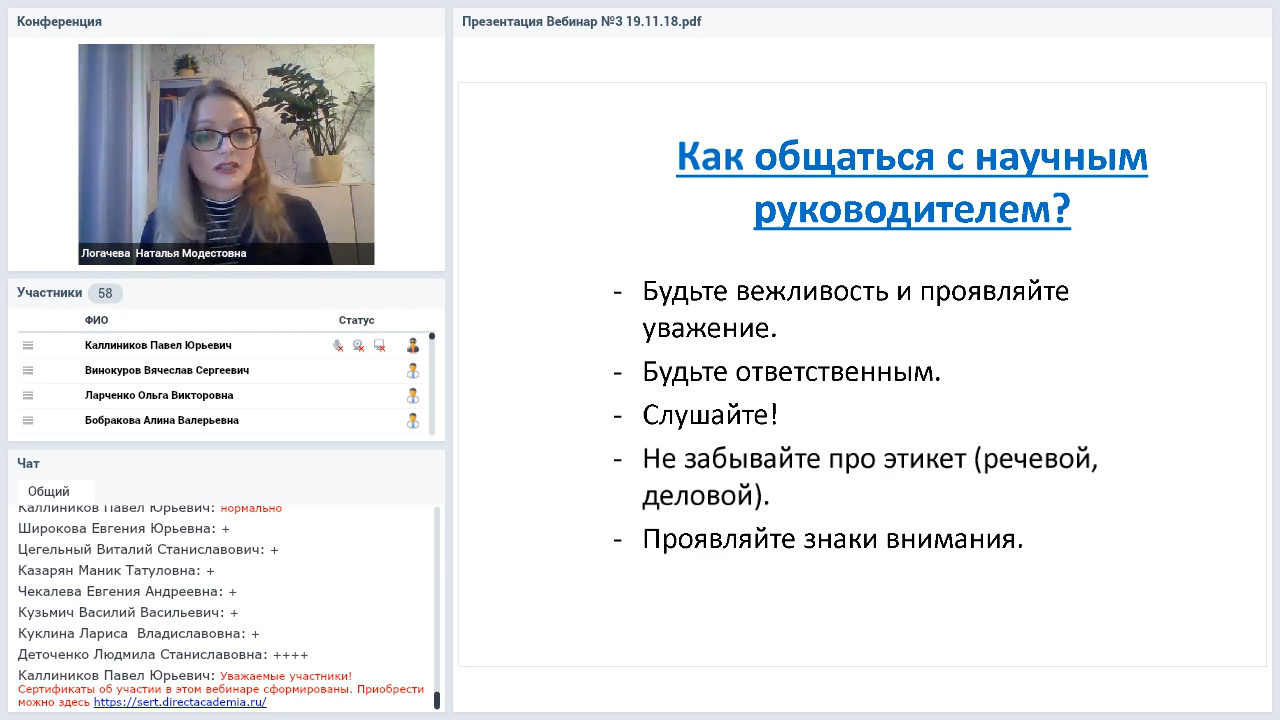 Конференция
Логачева  Наталья Модестовна
Участники 58
ФИО Статус
Каллиников Павел Юрьевич
Винокуров Вячеслав Сергеевич
Ларченко Ольга Викторовна
Бобракова Алина Валерьевна
Чат
Общий
Каллиников Павел Юрьевич: нормально
Широкова Евгения Юрьевна: +
Цегельный Виталий Станиславович: +
Казарян Маник Татуловна: +
Чекалева Евгения Андреевна: +
Кузьмич Василий Васильевич: +
Куклина Лариса  Владиславовна: +
Деточенко Людмила Станиславовна: ++++
Каллиников Павел Юрьевич: Уважаемые участники!
Сертификаты об участии в этом вебинаре сформированы. Приобрести
можно здесь https://sert.directacademia.ru/
Презентация Вебинар №3 19.11.18.pdf
Как общаться с научным
руководителем?
- Будьте вежливость и проявляйте
уважение.
- Будьте ответственным.
- Слушайте!
- Не забывайте про этикет (речевой,
деловой).
- Проявляйте знаки внимания.